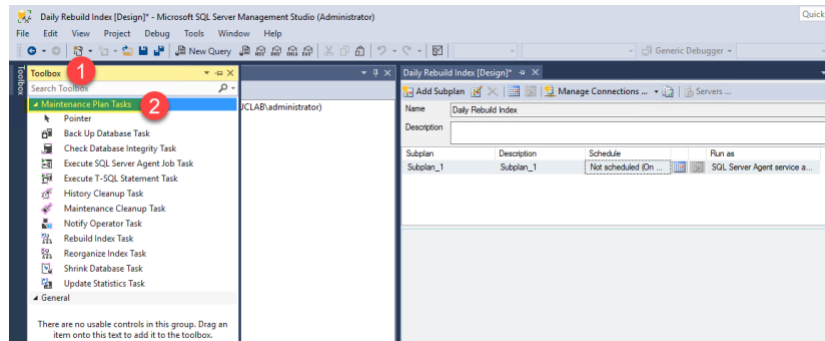 Daily Rebuild Index [Design]* - Microsoft SQL Server Management Studio (Administrator)
Quick
File Edit View Project Debug Tools Window Help
New Query
Generic Debugger
Toolbox
Toolbox 1
Search Toolbox
Maintenance Plan Tasks 2
Pointer
Back Up Database Task
Check Database Integrity Task
Execute SQL Server Agent Job Task
Execute T-SQL Statement Task
History Cleanup Task
Maintenance Cleanup Task
Notify Operator Task
Rebuild Index Task
Reorganize Index Task
Shrink Database Task
Update Statistics Task
General
There are no usable controls in this group. Drag an
item onto this text to add it to the toolbox.
JCLAB\administrator)
Daily Rebuild Index [Design]*
Add Subplan Manage Connections ... Servers ...
Name Daily Rebuild Index
Description
Subplan Description Schedule Run as
Subplan_1 Subplan_1 Not scheduled (On ... SQL Server Agent service a...